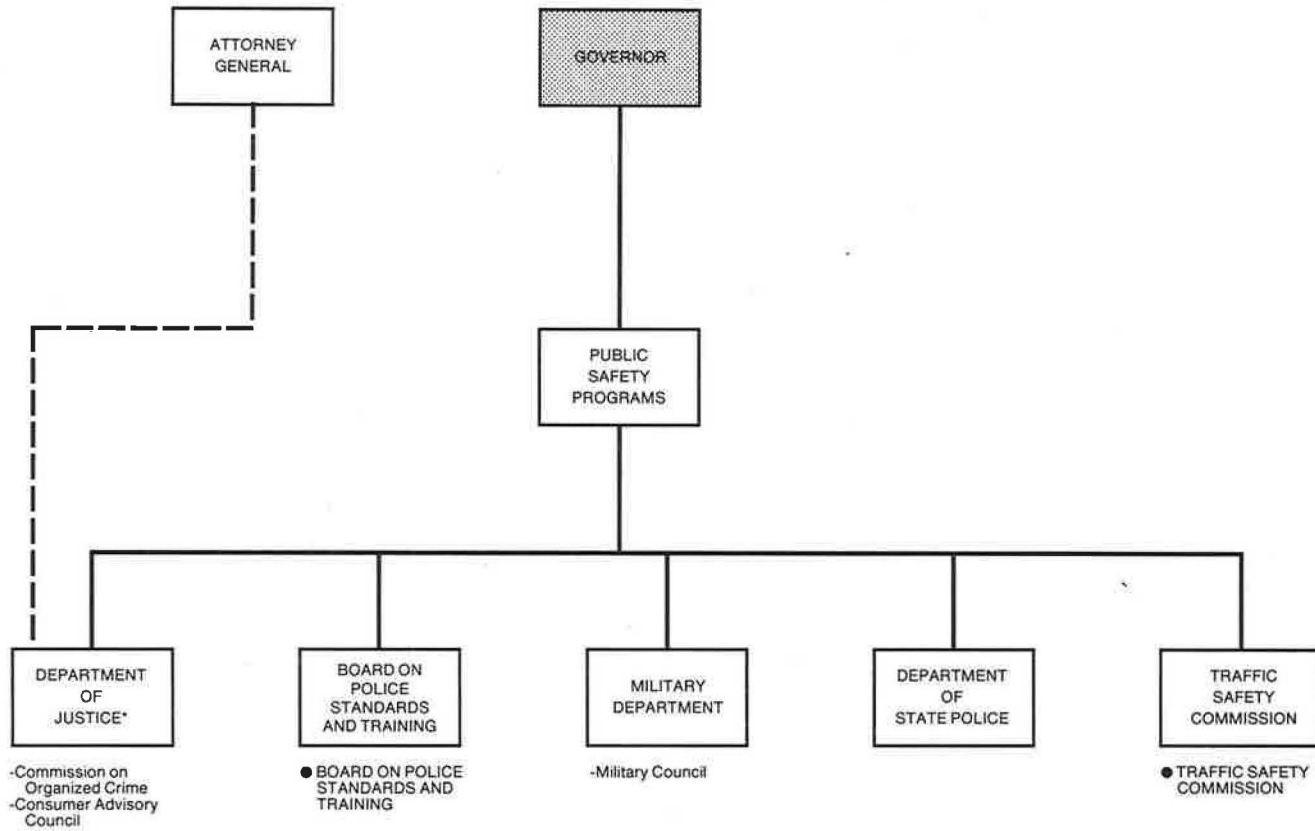 ATTORNEY
GENERAL
GOVERNOR
PUBLIC
SAFETY
PROGRAMS
DEPARTMENT
OF
JUSTICE*
BOARD ON
POLICE
STANDARDS
AND TRAINING
MILITARY
DEPARTMENT
DEPARTMENT
OF
STATE POLICE
TRAFFIC
SAFETY
COMMISSION
-Commission on
Organized Crime
-Consumer Advisory
Council
● BOARD ON POLICE
STANDARDS AND
TRAINING
-Military Council
● TRAFFIC SAFETY
COMMISSION